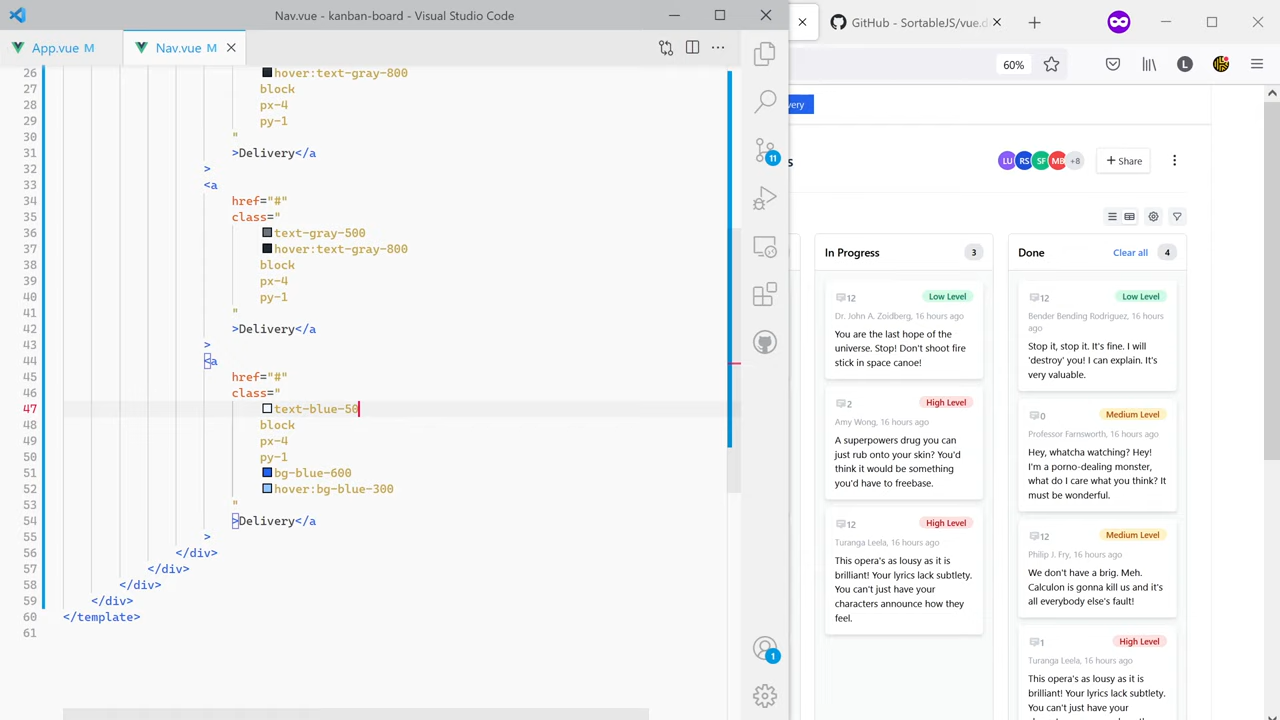 Nav.vue - kanban-board - Visual Studio Code
App.vue M
Nav.vue M
26 hover:text-gray-800
27 block
28 px-4
29 py-1
30 "
31 >Delivery</a
32 >
33 <a
34 href="#"
35 class="
36 text-gray-500
37 hover:text-gray-800
38 block
39 px-4
40 py-1
41 "
42 >Delivery</a
43 >
44 <a
45 href="#"
46 class="
47 text-blue-50
48 block
49 px-4
50 py-1
51 bg-blue-600
52 hover:bg-blue-300
53 "
54 >Delivery</a
55 >
56 </div>
57 </div>
58 </div>
59 </div>
60 </template>
61
11
1
GitHub - SortableJS/vue.d
60%
L
very
s
LU RS SF MB +8
+ Share
In Progress 3
12 Low Level
Dr. John A. Zoidberg, 16 hours ago
You are the last hope of the
universe. Stop! Don't shoot fire
stick in space canoe!
2 High Level
Amy Wong, 16 hours ago
A superpowers drug you can
just rub onto your skin? You'd
think it would be something
you'd have to freebase.
12 High Level
Turanga Leela, 16 hours ago
This opera's as lousy as it is
brilliant! Your lyrics lack subtlety.
You can't just have your
characters announce how they
feel.
Done Clear all 4
12 Low Level
Bender Bending Rodriguez, 16 hours
ago
Stop it, stop it. It's fine. I will
'destroy' you! I can explain. It's
very valuable.
0 Medium Level
Professor Farnsworth, 16 hours ago
Hey, whatcha watching? Hey!
I'm a porno-dealing monster,
what do I care what you think? It
must be wonderful.
12 Medium Level
Philip J. Fry, 16 hours ago
We don't have a brig. Meh.
Calculon is gonna kill us and it's
all everybody else's fault!
1 High Level
Turanga Leela, 16 hours ago
This opera's as lousy as it is
brilliant! Your lyrics lack subtlety.
You can't just have your